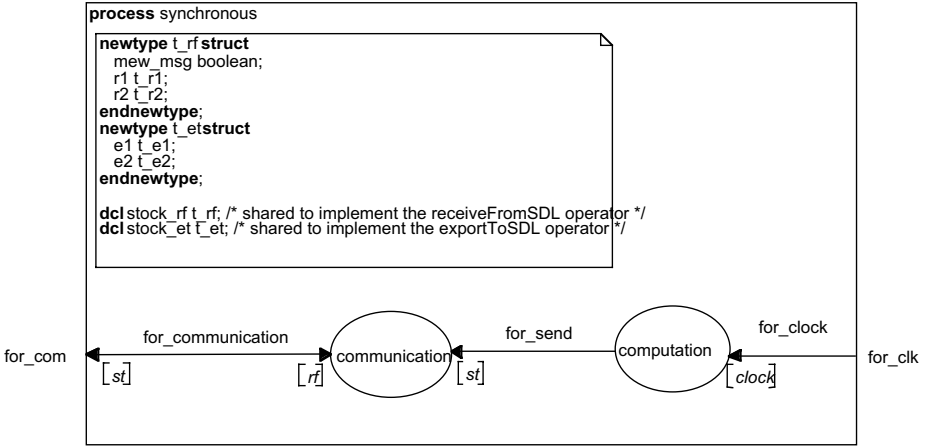 process synchronous
newtype t_rf struct
mew_msg boolean;
r1 t_r1;
r2 t_r2;
endnewtype;
newtype t_etstruct
e1 t_e1;
e2 t_e2;
endnewtype;
dcl stock_rf t_rf; /* shared to implement the receiveFromSDL operator */
dcl stock_et t_et; /* shared to implement the exportToSDL operator */
for_com
for_communication
[st]
[rf]
communication
for_send
[st]
computation
for_clock
[clock]
for_clk